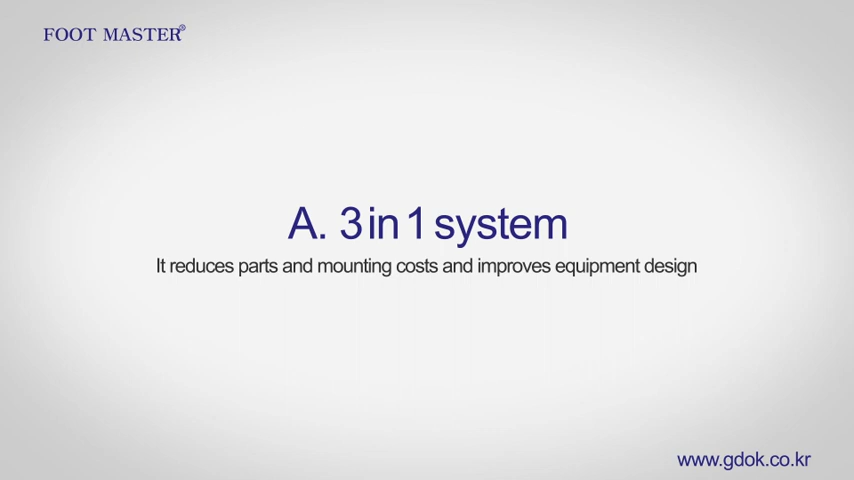 FOOT MASTER®
A. 3 in 1 system
It reduces parts and mounting costs and improves equipment design
www.gdok.co.kr